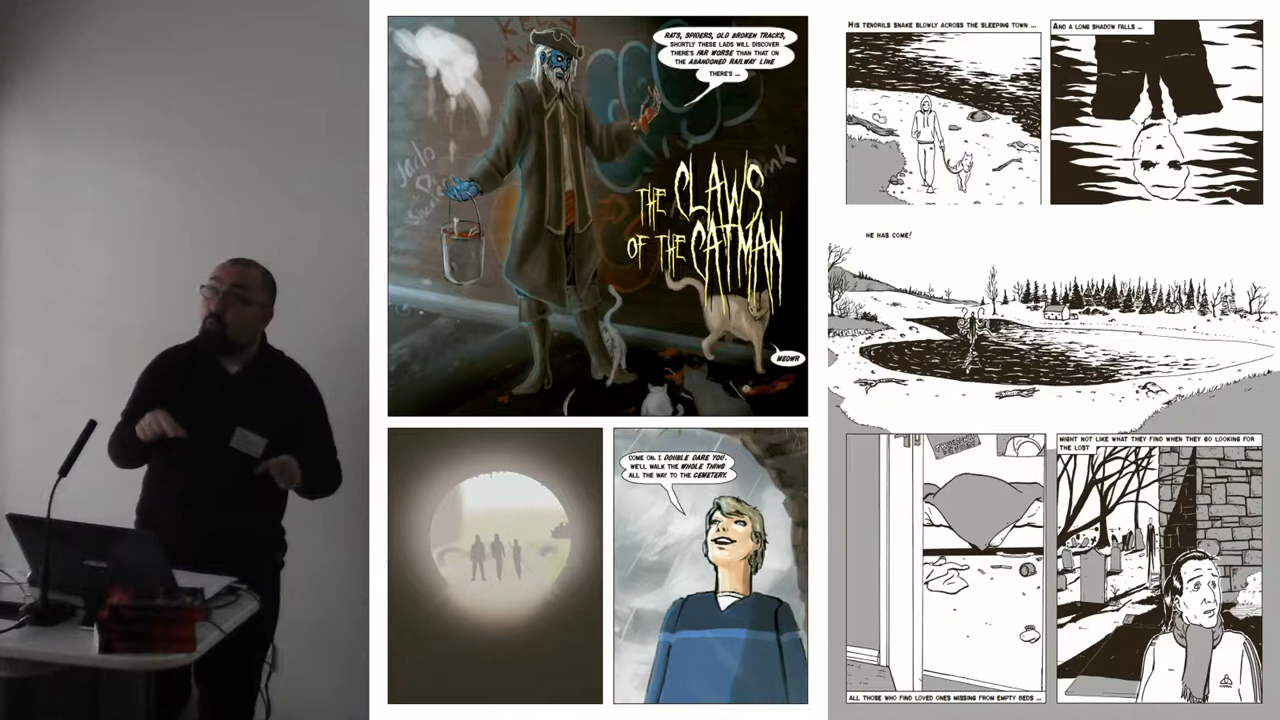 RATS, SPIDERS, OLD BROKEN TRACKS,
SHORTLY THESE LADS WILL DISCOVER
THERE'S FAR WORSE THAN THAT ON
THE ABANDONED RAILWAY LINE
THERE'S ...
THE CLAWS
OF THE CATMAN
MEOWR
COME ON. I DOUBLE DARE YOU.
WE'LL WALK THE WHOLE THING
ALL THE WAY TO THE CEMETERY.
HIS TENDRILS SNAKE SLOWLY ACROSS THE SLEEPING TOWN ...
AND A LONG SHADOW FALLS ...
HE HAS COME!
ALL THOSE WHO FIND LOVED ONES MISSING FROM EMPTY BEDS ...
MIGHT NOT LIKE WHAT THEY FIND WHEN THEY GO LOOKING FOR
THE LOST